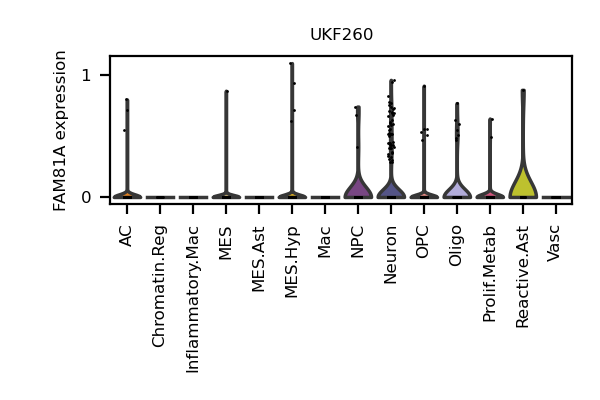 UKF260
FAM81A expression
1
0
AC
Chromatin.Reg
Inflammatory.Mac
MES
MES.Ast
MES.Hyp
Mac
NPC
Neuron
OPC
Oligo
Prolif.Metab
Reactive.Ast
Vasc